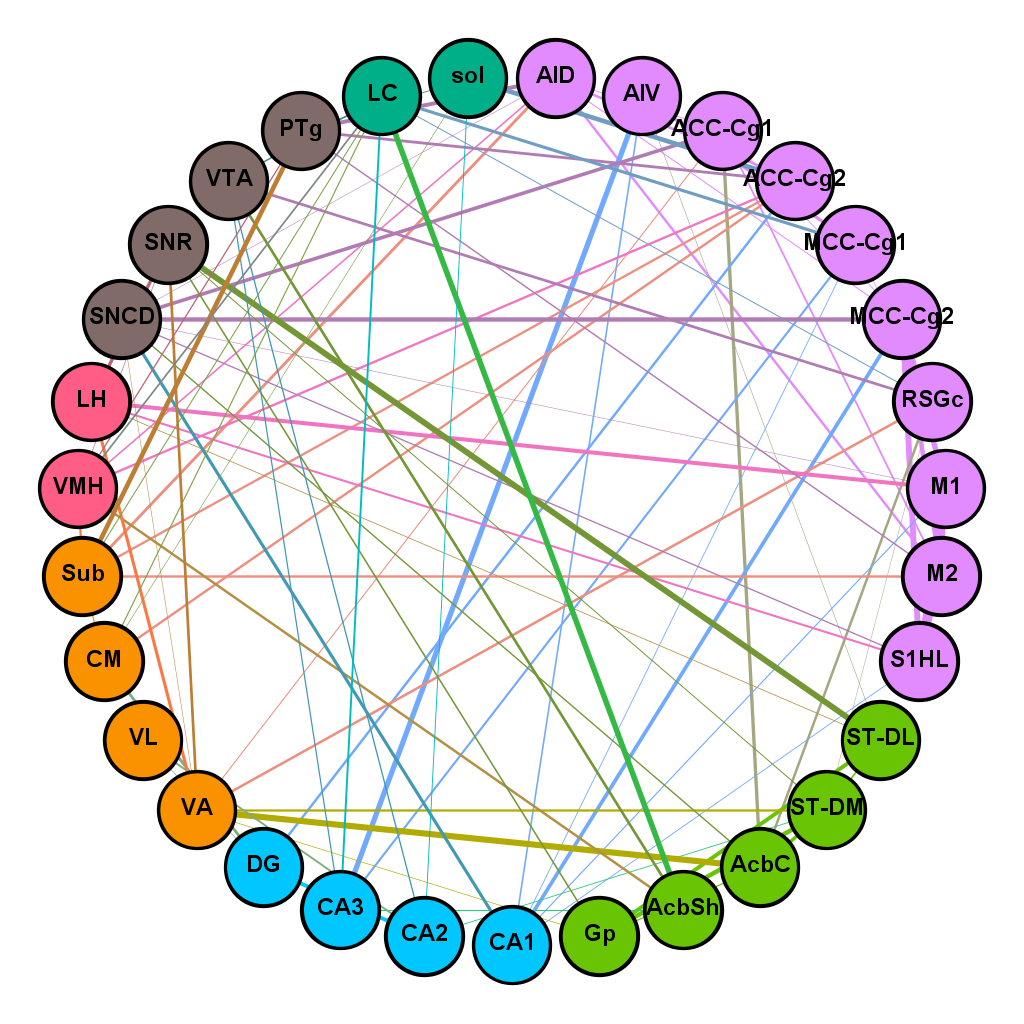 sol
AID
LC
AIV
PTg
ACC-Cg1
VTA
ACC-Cg2
SNR
MCC-Cg1
SNCD
MCC-Cg2
LH
RSGc
VMH
M1
Sub
M2
CM
S1HL
VL
ST-DL
VA
ST-DM
DG
AcbC
CA3
AcbSh
CA2
Gp
CA1